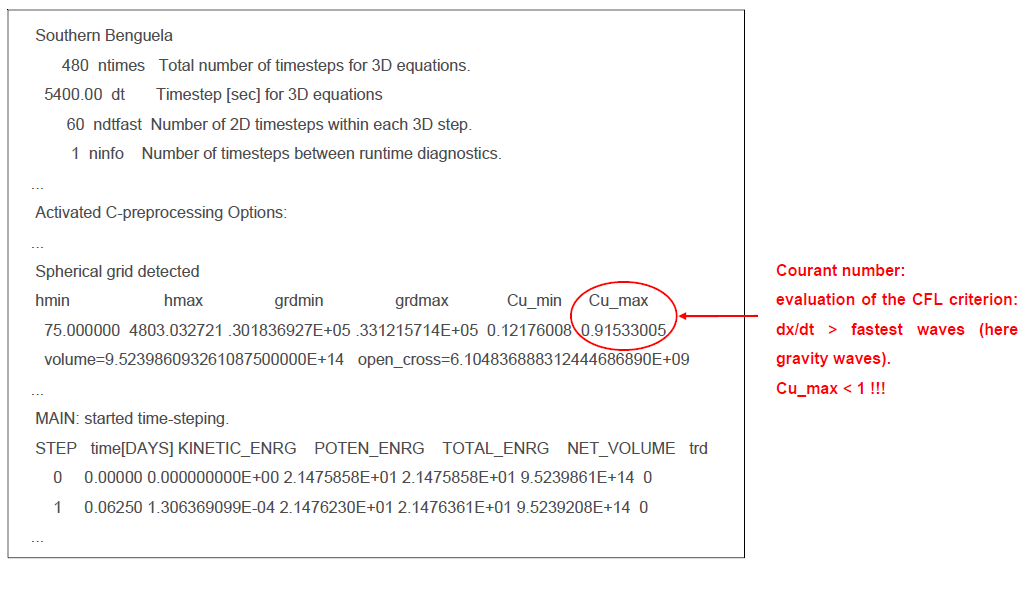 Southern Benguela
480 ntimes Total number of timesteps for 3D equations.
5400.00 dt Timestep [sec] for 3D equations
60 ndtfast Number of 2D timesteps within each 3D step.
1 ninfo Number of timesteps between runtime diagnostics.
...
Activated C-preprocessing Options:
...
Spherical grid detected
hmin hmax grdmin grdmax Cu_min Cu_max
75.000000 4803.032721 .301836927E+05 .331215714E+05 0.12176008 0.91533005
volume=9.523986093261087500000E+14 open_cross=6.104836888312444686890E+09
...
MAIN: started time-steping.
STEP time[DAYS] KINETIC_ENRG POTEN_ENRG TOTAL_ENRG NET_VOLUME trd
0 0.00000 0.000000000E+00 2.1475858E+01 2.1475858E+01 9.5239861E+14 0
1 0.06250 1.306369099E-04 2.1476230E+01 2.1476361E+01 9.5239208E+14 0
...
Courant number:
evaluation of the CFL criterion:
dx/dt > fastest waves (here
gravity waves).
Cu_max < 1 !!!